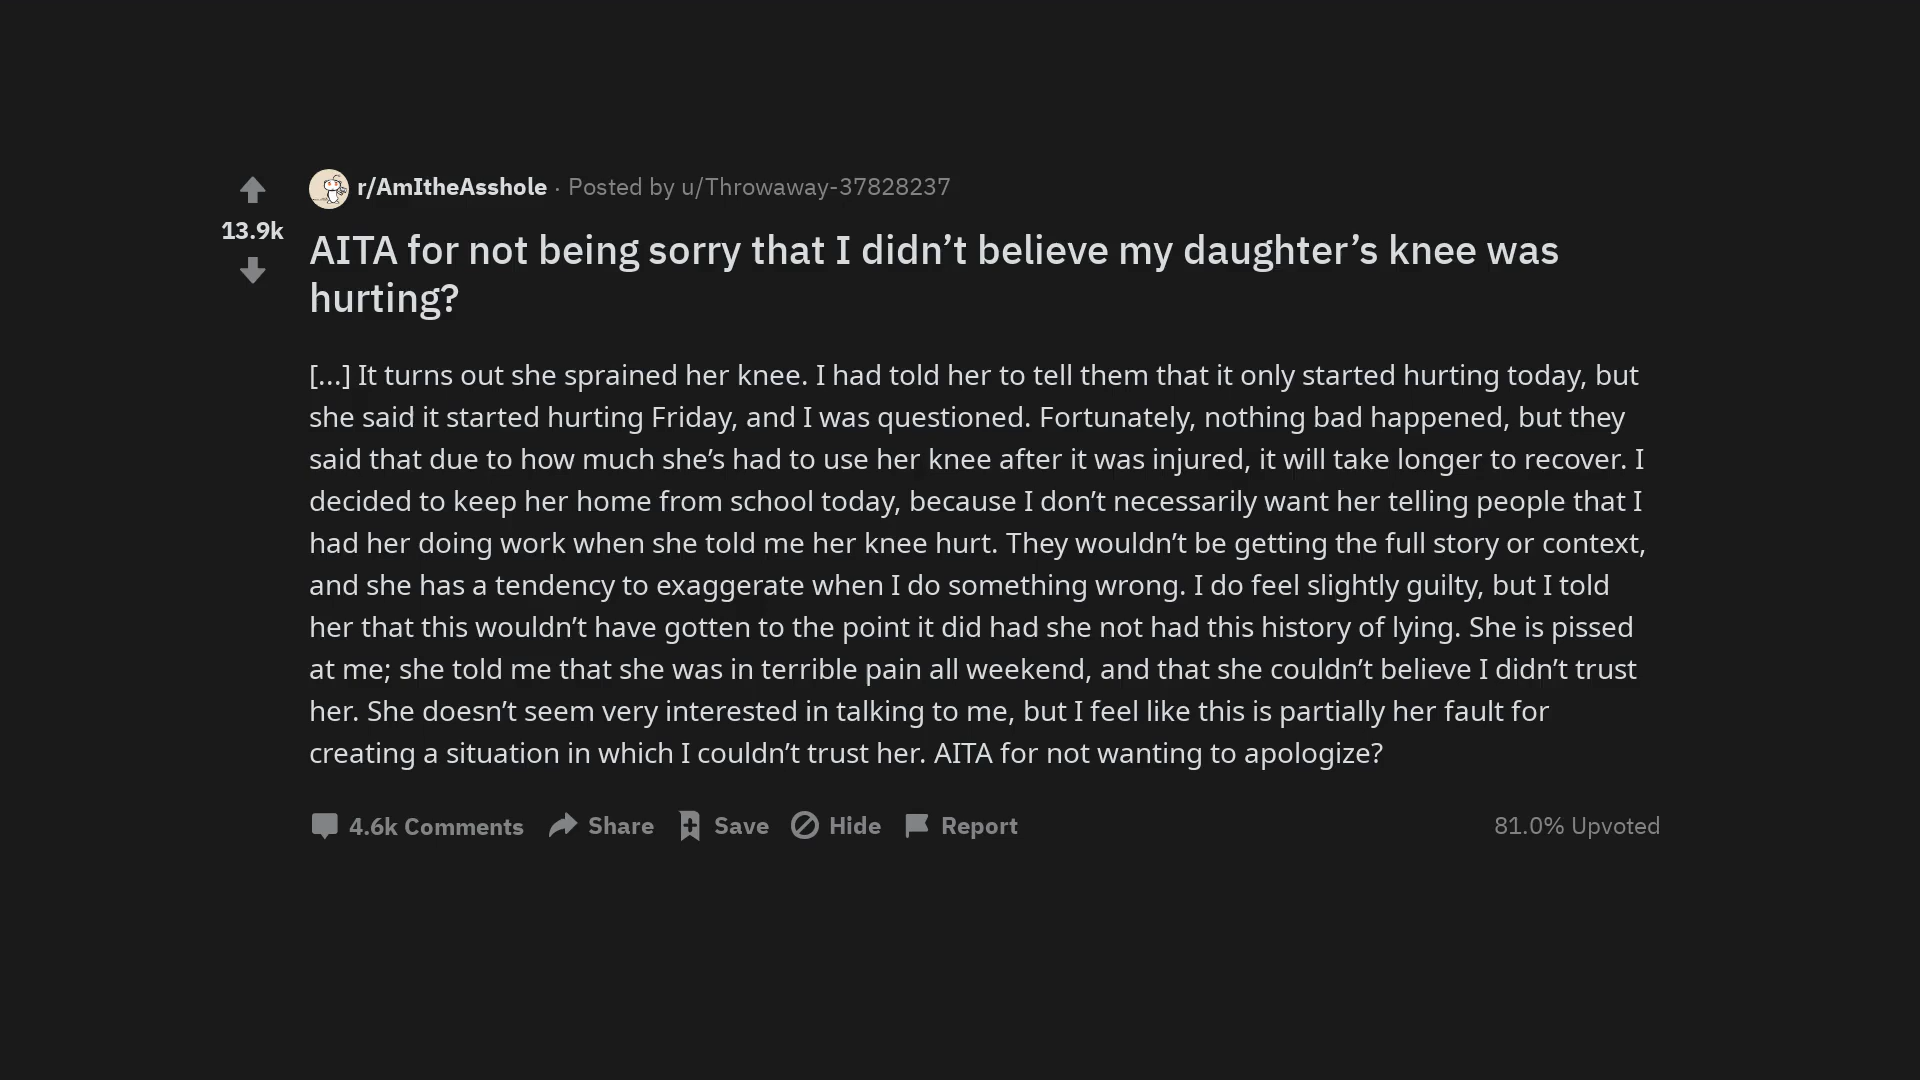 r/AmItheAsshole · Posted by u/Throwaway-37828237
13.9k
AITA for not being sorry that I didn’t believe my daughter’s knee was
hurting?
[...] It turns out she sprained her knee. I had told her to tell them that it only started hurting today, but
she said it started hurting Friday, and I was questioned. Fortunately, nothing bad happened, but they
said that due to how much she’s had to use her knee after it was injured, it will take longer to recover. I
decided to keep her home from school today, because I don’t necessarily want her telling people that I
had her doing work when she told me her knee hurt. They wouldn’t be getting the full story or context,
and she has a tendency to exaggerate when I do something wrong. I do feel slightly guilty, but I told
her that this wouldn’t have gotten to the point it did had she not had this history of lying. She is pissed
at me; she told me that she was in terrible pain all weekend, and that she couldn’t believe I didn’t trust
her. She doesn’t seem very interested in talking to me, but I feel like this is partially her fault for
creating a situation in which I couldn’t trust her. AITA for not wanting to apologize?
4.6k Comments Share Save Hide Report 81.0% Upvoted